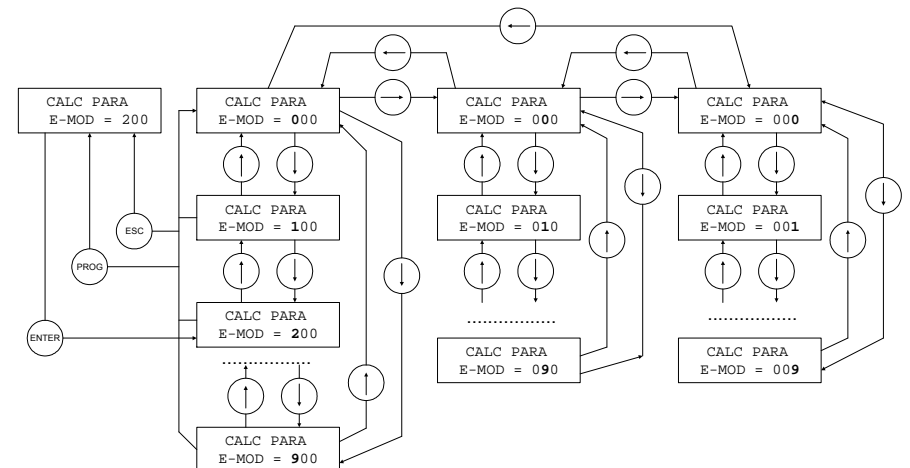 CALC PARA
E-MOD = 200
CALC PARA
E-MOD = 000
CALC PARA
E-MOD = 000
CALC PARA
E-MOD = 000
CALC PARA
E-MOD = 100
CALC PARA
E-MOD = 010
CALC PARA
E-MOD = 001
ESC
PROG
CALC PARA
E-MOD = 200
ENTER
CALC PARA
E-MOD = 090
CALC PARA
E-MOD = 009
CALC PARA
E-MOD = 900